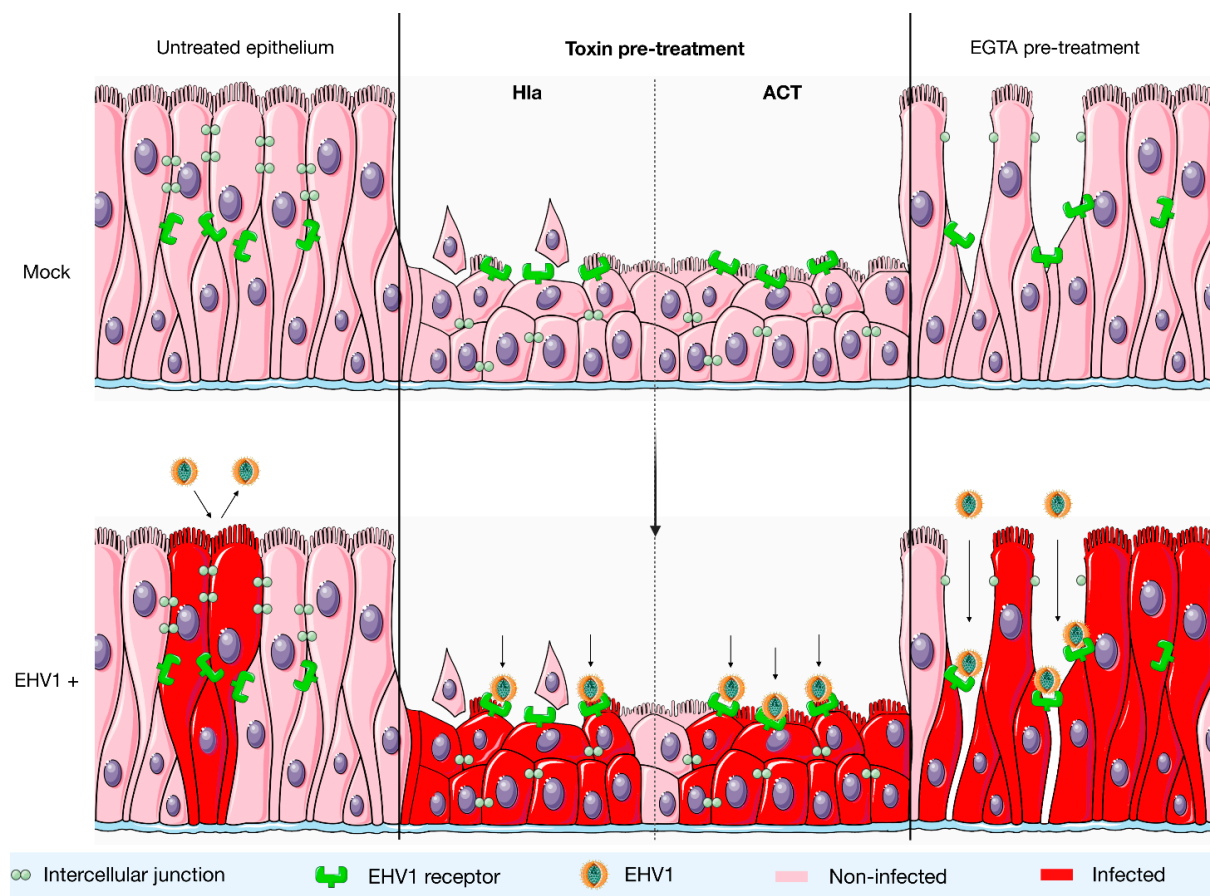 Untreated epithelium
Toxin pre-treatment
EGTA pre-treatment
Hla
ACT
Mock
EHV1 +
Intercellular junction
EHV1 receptor
EHV1
Non-infected
Infected